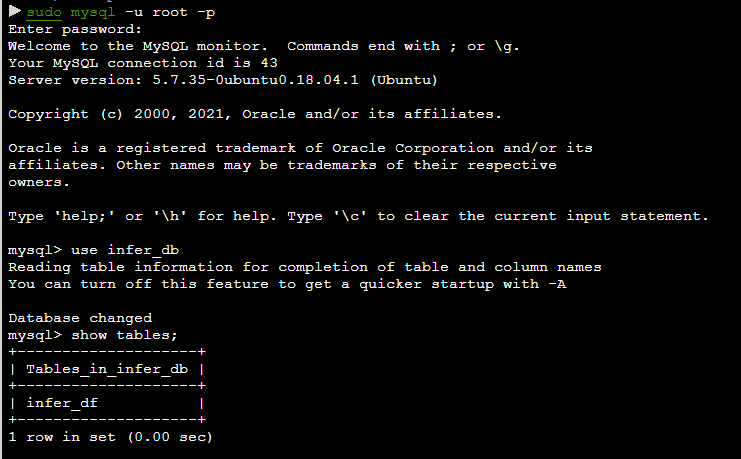 sudo mysql -u root -p
Enter password:
Welcome to the MySQL monitor.  Commands end with ; or \g.
Your MySQL connection id is 43
Server version: 5.7.35-0ubuntu0.18.04.1 (Ubuntu)

Copyright (c) 2000, 2021, Oracle and/or its affiliates.

Oracle is a registered trademark of Oracle Corporation and/or its
affiliates. Other names may be trademarks of their respective
owners.

Type 'help;' or '\h' for help. Type '\c' to clear the current input statement.

mysql> use infer_db
Reading table information for completion of table and column names
You can turn off this feature to get a quicker startup with -A

Database changed
mysql> show tables;
+--------------------+
| Tables_in_infer_db |
+--------------------+
| infer_df           |
+--------------------+
1 row in set (0.00 sec)